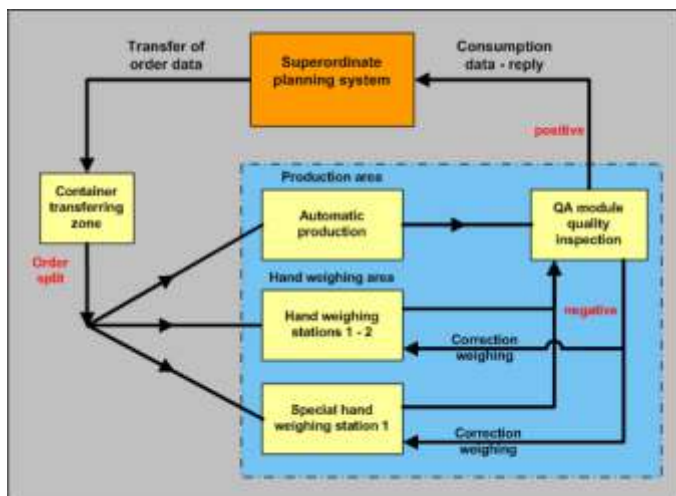 Transfer of
order data
Superordinate
planning system
Consumption
data - reply
positive
Container
transferring
zone
Order
split
Production area
Automatic
production
QA module
quality
inspection
Hand weighing area
Hand weighing
stations 1 - 2
negative
Correction
weighing
Special hand
weighing station 1
Correction
weighing